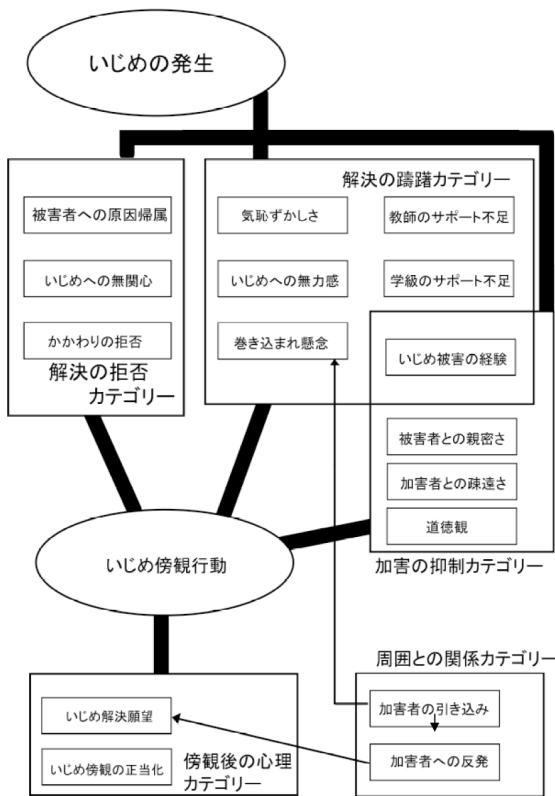 いじめの発生
解決の躊躇カテゴリー
被害者への原因帰属
気恥ずかしさ
教師のサポート不足
いじめへの無関心
いじめへの無力感
学級のサポート不足
かかわりの拒否
巻き込まれ懸念
いじめ被害の経験
解決の拒否
カテゴリー
被害者との親密さ
加害者との疎遠さ
道徳観
加害の抑制カテゴリー
いじめ傍観行動
周囲との関係カテゴリー
いじめ解決願望
加害者の引き込み
いじめ傍観の正当化
傍観後の心理
カテゴリー
加害者への反発